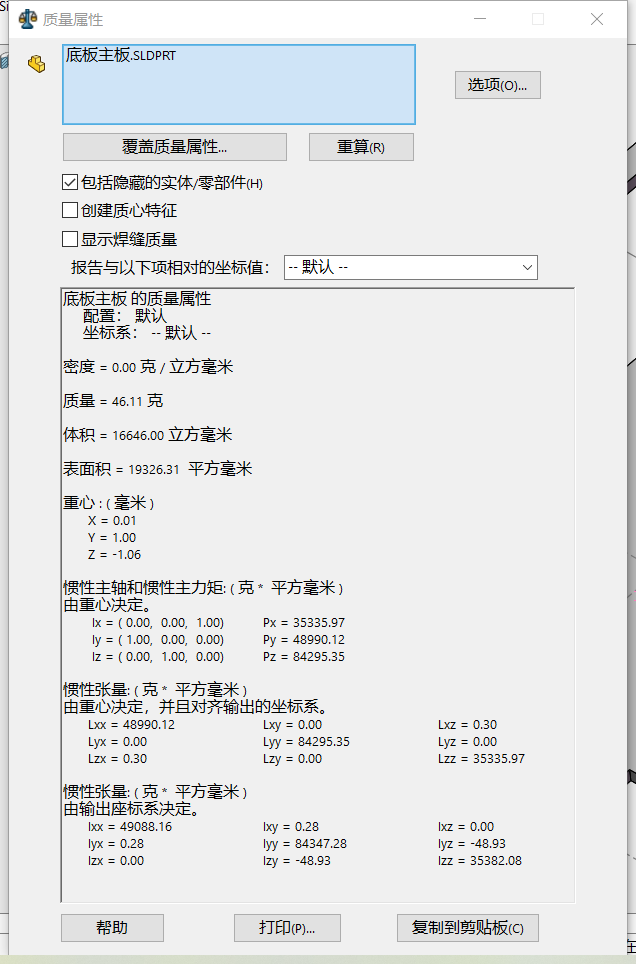 质量属性
底板主板.SLDPRT
选项(O)...
覆盖质量属性...
重算(R)
包括隐藏的实体/零部件(H)
创建质心特征
显示焊缝质量
报告与以下项相对的坐标值： -- 默认 --
底板主板 的质量属性
配置： 默认
坐标系： -- 默认 --
密度 = 0.00 克 / 立方毫米
质量 = 46.11 克
体积 = 16646.00 立方毫米
表面积 = 19326.31 平方毫米
重心 : ( 毫米 )
X = 0.01
Y = 1.00
Z = -1.06
惯性主轴和惯性主力矩: ( 克 * 平方毫米 )
由重心决定。
Ix = ( 0.00, 0.00, 1.00) Px = 35335.97
Iy = ( 1.00, 0.00, 0.00) Py = 48990.12
Iz = ( 0.00, 1.00, 0.00) Pz = 84295.35
惯性张量: ( 克 * 平方毫米 )
由重心决定，并且对齐输出的坐标系。
Lxx = 48990.12 Lxy = 0.00 Lxz = 0.30
Lyx = 0.00 Lyy = 84295.35 Lyz = 0.00
Lzx = 0.30 Lzy = 0.00 Lzz = 35335.97
惯性张量: ( 克 * 平方毫米 )
由输出座标系决定。
Ixx = 49088.16 Ixy = 0.28 Ixz = 0.00
Iyx = 0.28 Iyy = 84347.28 Iyz = -48.93
Izx = 0.00 Izy = -48.93 Izz = 35382.08
帮助
打印(P)...
复制到剪贴板(C)